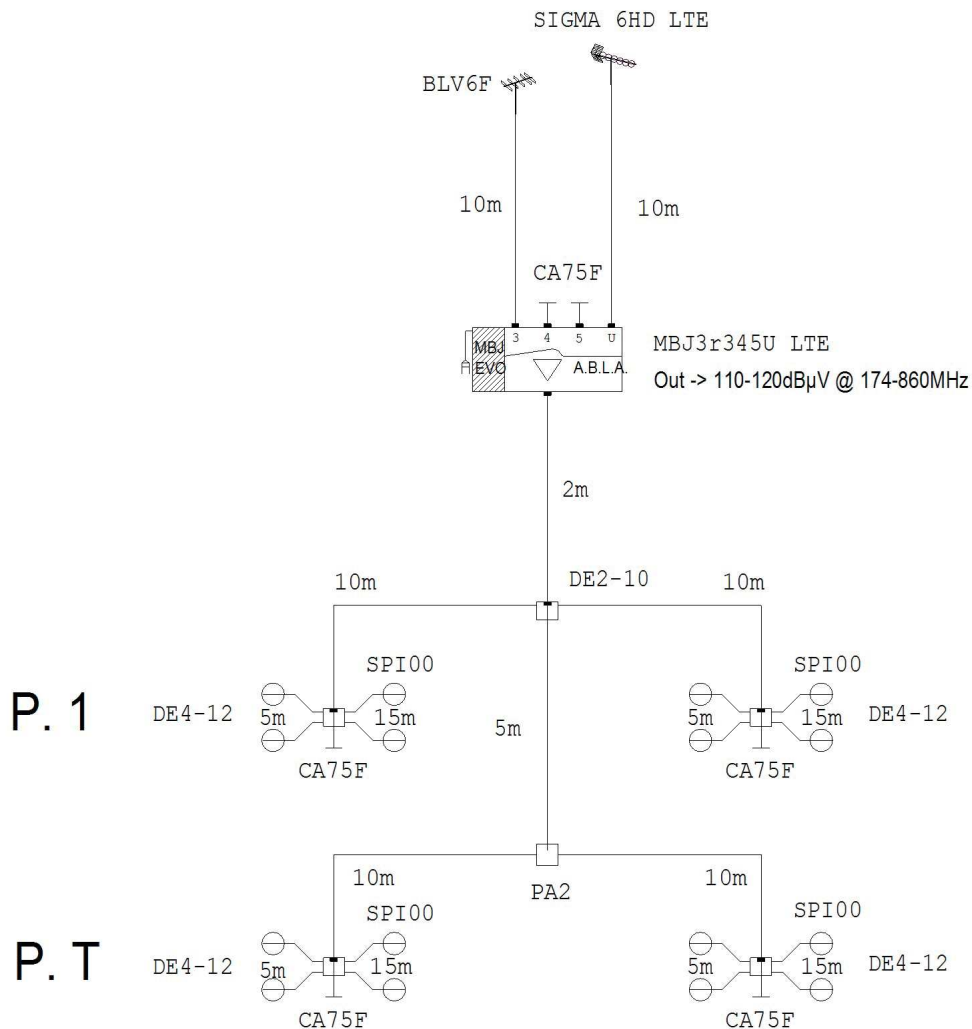 SIGMA 6HD LTE
BLV6F
10m
10m
CA75F
3 4 5 U
MBJ
EVO
A.B.L.A.
MBJ3r345U LTE
Out -> 110-120dBµV @ 174-860MHz
2m
10m
DE2-10
10m
P. 1
DE4-12
5m
SPI00
15m
CA75F
5m
5m
SPI00
15m
DE4-12
CA75F
10m
PA2
10m
P. T
DE4-12
5m
SPI00
15m
CA75F
5m
SPI00
15m
DE4-12
CA75F